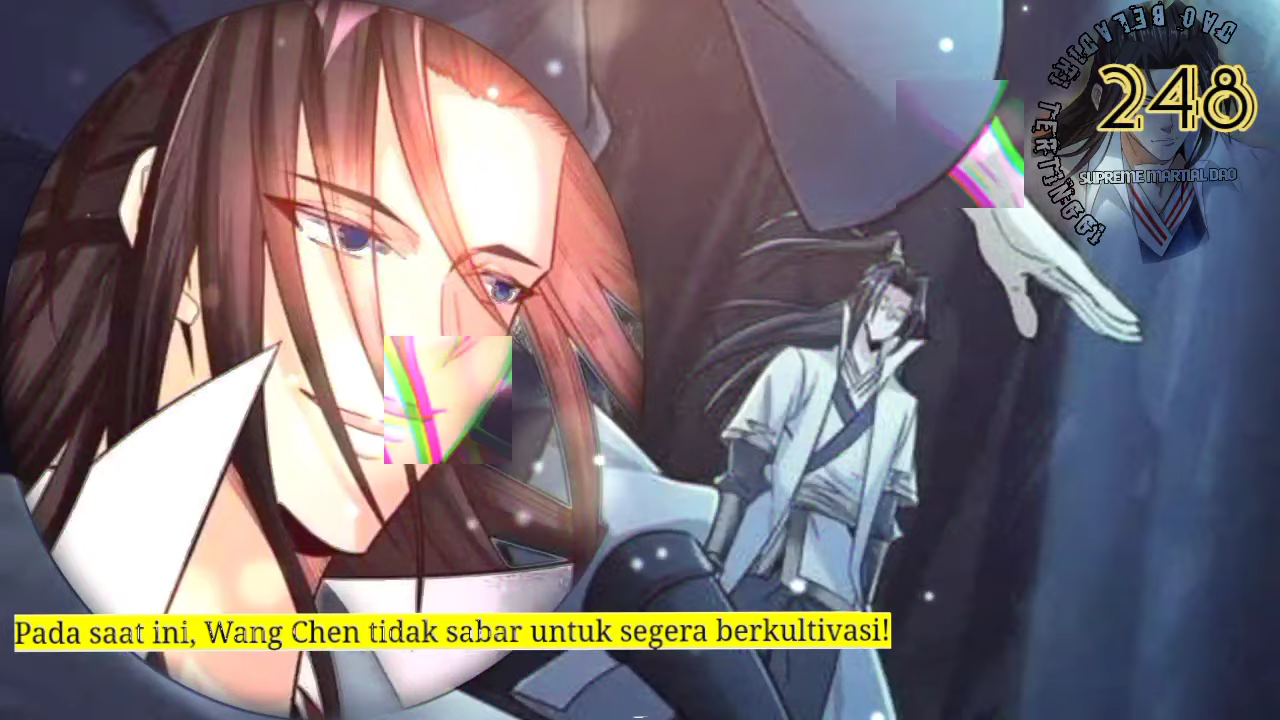 DAO BELADIRI TERTINGGI
248
SUPREME MARTIAL DAO
Pada saat ini, Wang Chen tidak sabar untuk segera berkultivasi!